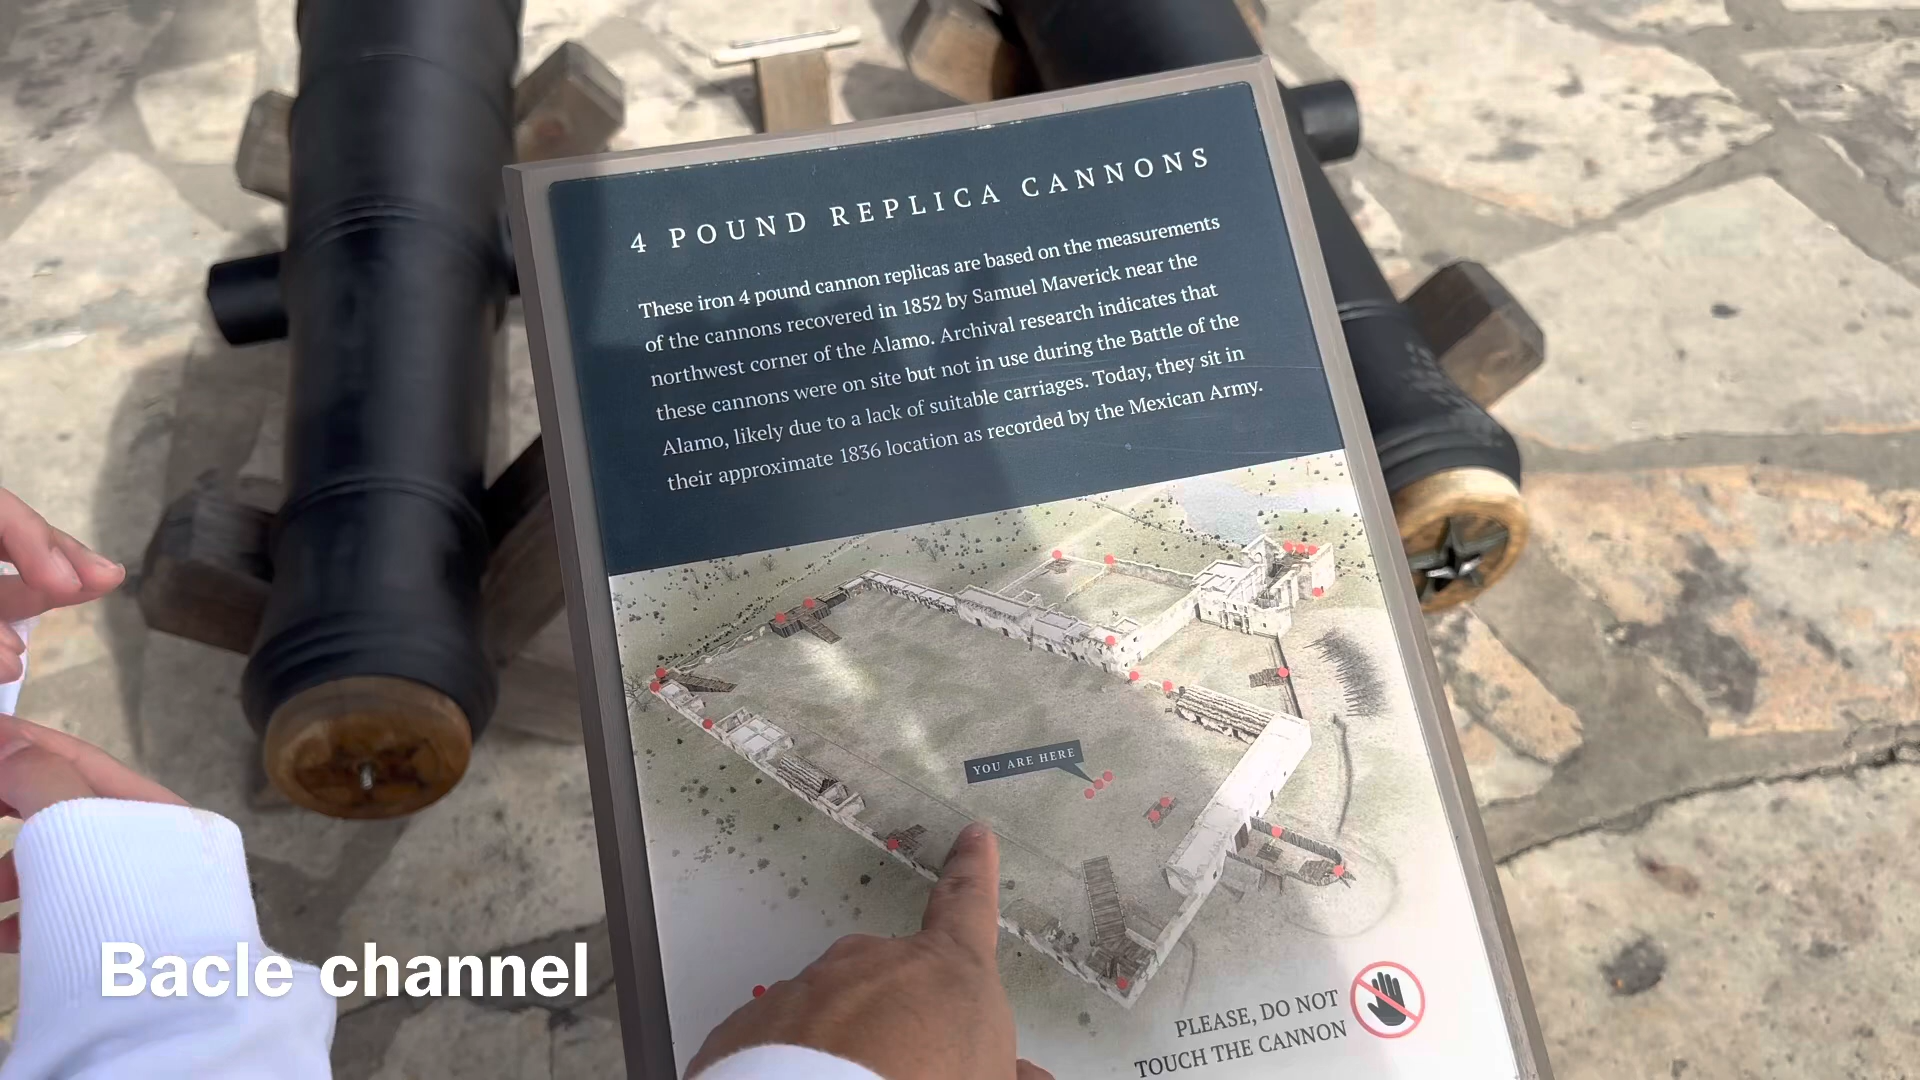 4 POUND REPLICA CANNONS
These iron 4 pound cannon replicas are based on the measurements
of the cannons recovered in 1852 by Samuel Maverick near the
northwest corner of the Alamo. Archival research indicates that
these cannons were on site but not in use during the Battle of the
Alamo, likely due to a lack of suitable carriages. Today, they sit in
their approximate 1836 location as recorded by the Mexican Army.
YOU ARE HERE
PLEASE, DO NOT
TOUCH THE CANNON
Bacle channel